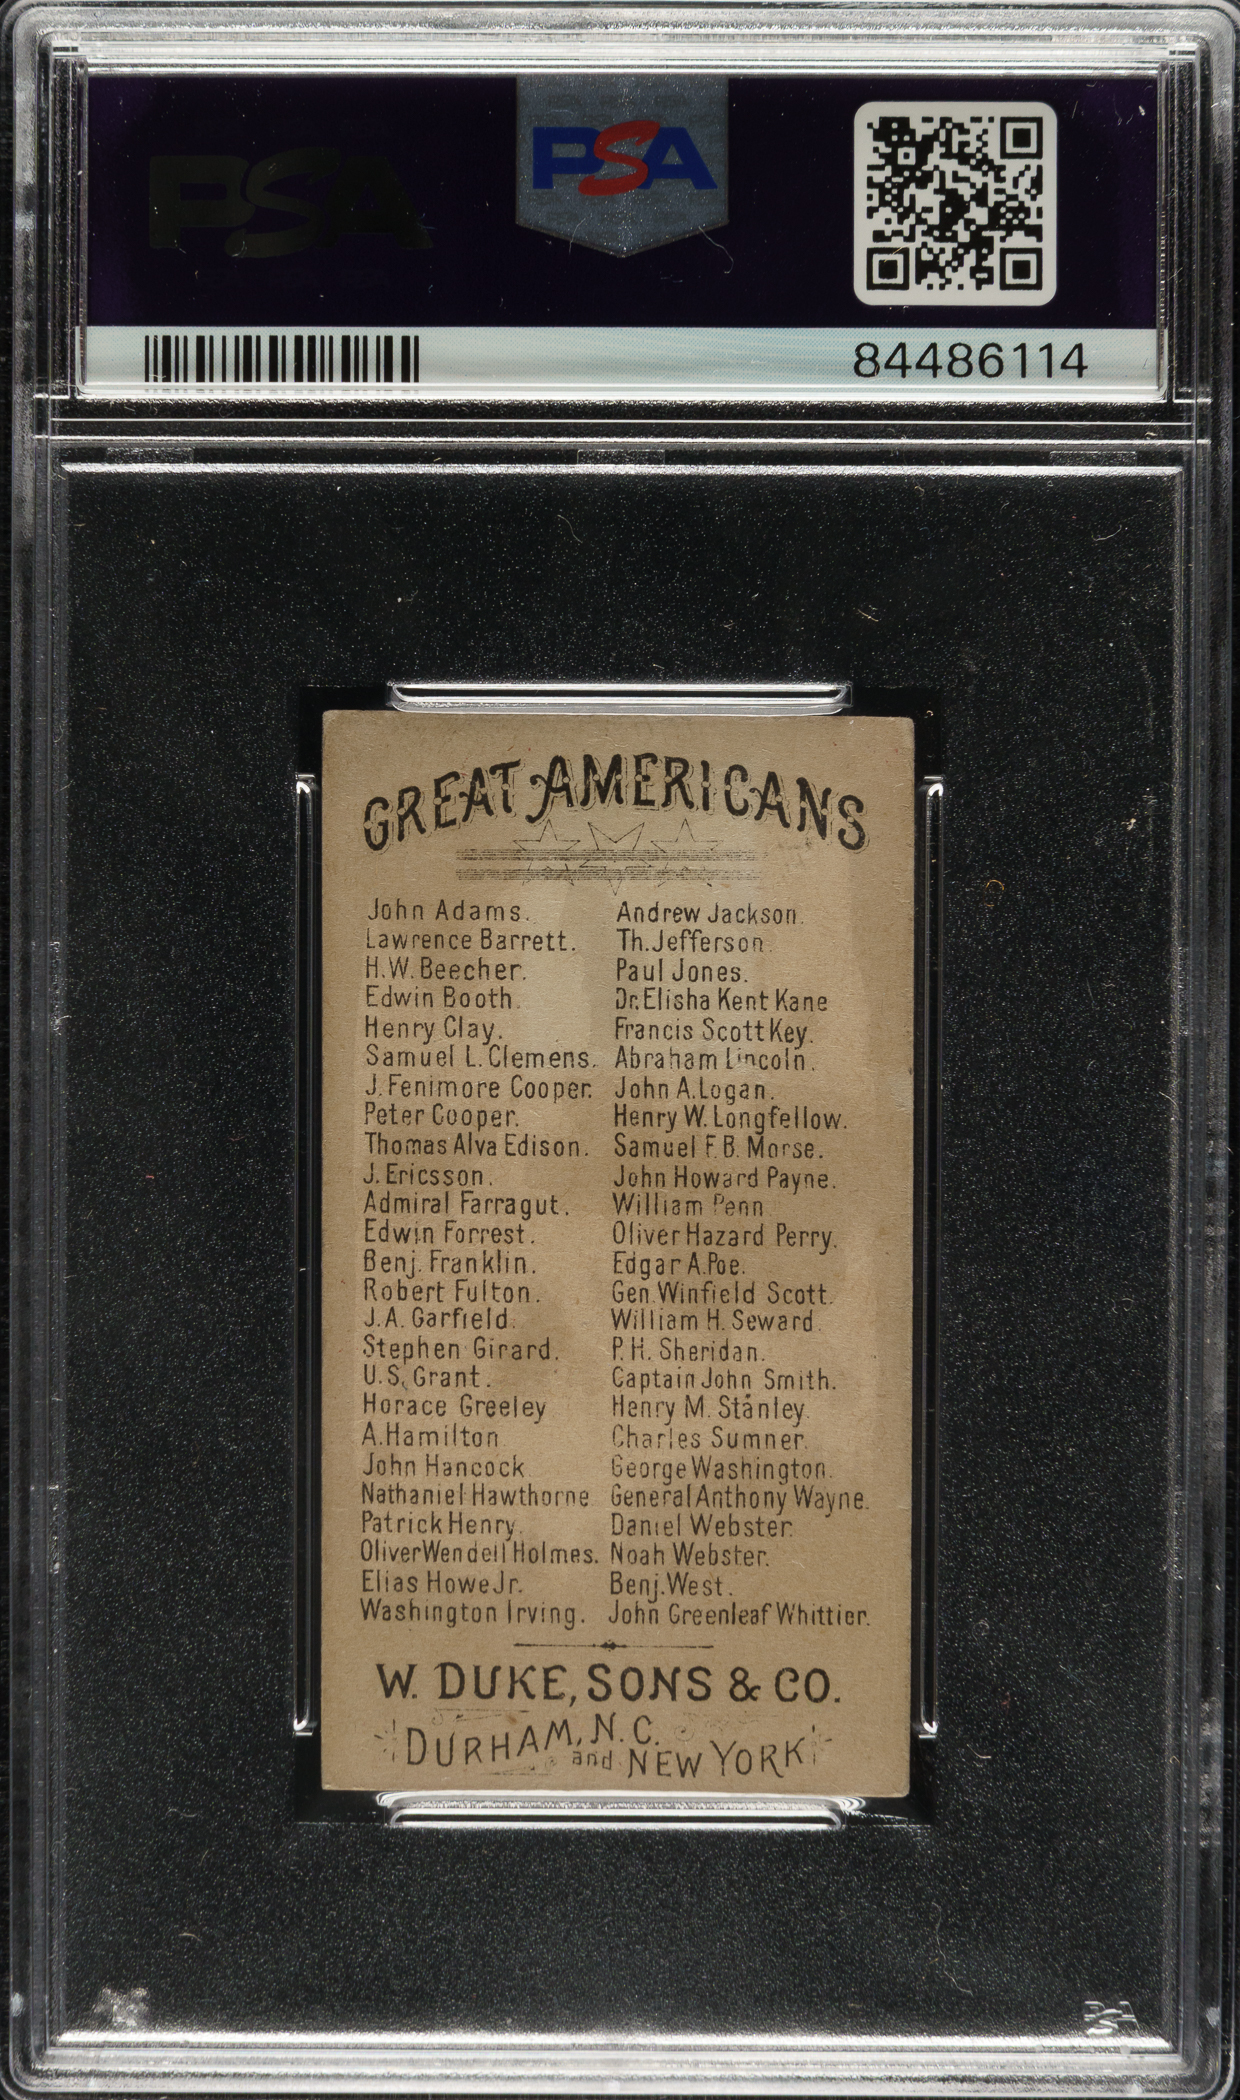 PSA
PSA
84486114
GREAT AMERICANS
John Adams.
Lawrence Barrett.
H.W. Beecher.
Edwin Booth.
Henry Clay.
Samuel L. Clemens.
J. Fenimore Cooper.
Peter Cooper.
Thomas Alva Edison.
J. Ericsson.
Admiral Farragut.
Edwin Forrest.
Benj. Franklin.
Robert Fulton.
J.A. Garfield.
Stephen Girard.
U.S. Grant.
Horace Greeley
A. Hamilton
John Hancock
Nathaniel Hawthorne
Patrick Henry.
Oliver Wendell Holmes.
Elias Howe Jr.
Washington Irving.
Andrew Jackson.
Th. Jefferson.
Paul Jones.
Dr. Elisha Kent Kane
Francis Scott Key.
Abraham Lincoln.
John A. Logan.
Henry W. Longfellow.
Samuel F.B. Morse.
John Howard Payne.
William Penn
Oliver Hazard Perry.
Edgar A. Poe.
Gen. Winfield Scott.
William H. Seward.
P.H. Sheridan.
Captain John Smith.
Henry M. Stanley.
Charles Sumner.
George Washington.
General Anthony Wayne.
Daniel Webster.
Noah Webster.
Benj. West.
John Greenleaf Whittier.
W. DUKE, SONS & CO.
DURHAM, N.C.
and NEW YORK
PSA